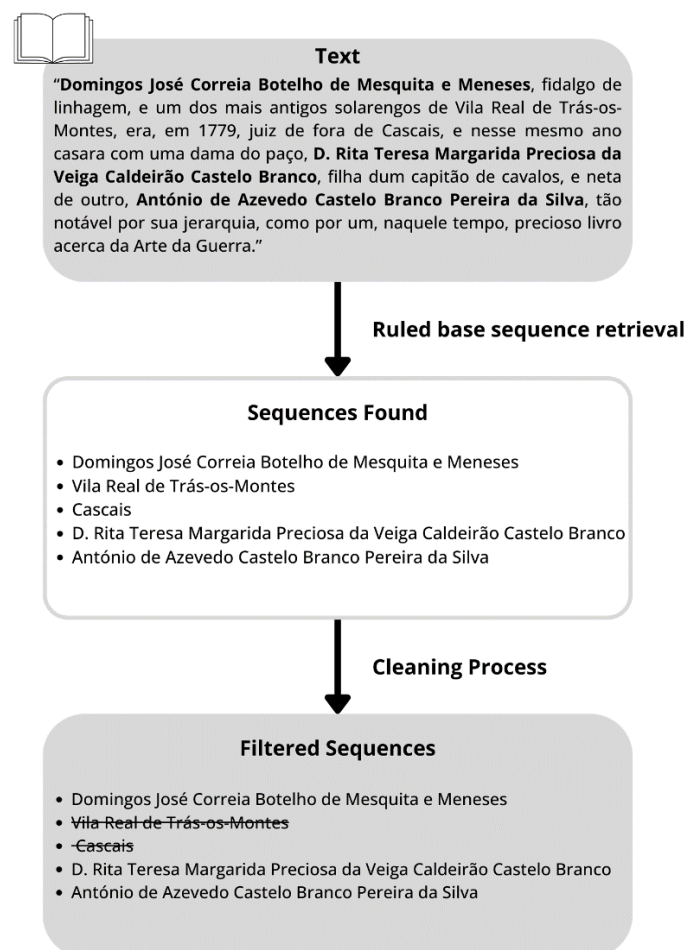 Text
“Domingos José Correia Botelho de Mesquita e Meneses, fidalgo de
linhagem, e um dos mais antigos solarengos de Vila Real de Trás-os-
Montes, era, em 1779, juiz de fora de Cascais, e nesse mesmo ano
casara com uma dama do paço, D. Rita Teresa Margarida Preciosa da
Veiga Caldeirão Castelo Branco, filha dum capitão de cavalos, e neta
de outro, António de Azevedo Castelo Branco Pereira da Silva, tão
notável por sua jerarquia, como por um, naquele tempo, precioso livro
acerca da Arte da Guerra.”
Ruled base sequence retrieval
Sequences Found
• Domingos José Correia Botelho de Mesquita e Meneses
• Vila Real de Trás-os-Montes
• Cascais
• D. Rita Teresa Margarida Preciosa da Veiga Caldeirão Castelo Branco
• António de Azevedo Castelo Branco Pereira da Silva
Cleaning Process
Filtered Sequences
• Domingos José Correia Botelho de Mesquita e Meneses
• Vila Real de Trás-os-Montes
• Cascais
• D. Rita Teresa Margarida Preciosa da Veiga Caldeirão Castelo Branco
• António de Azevedo Castelo Branco Pereira da Silva